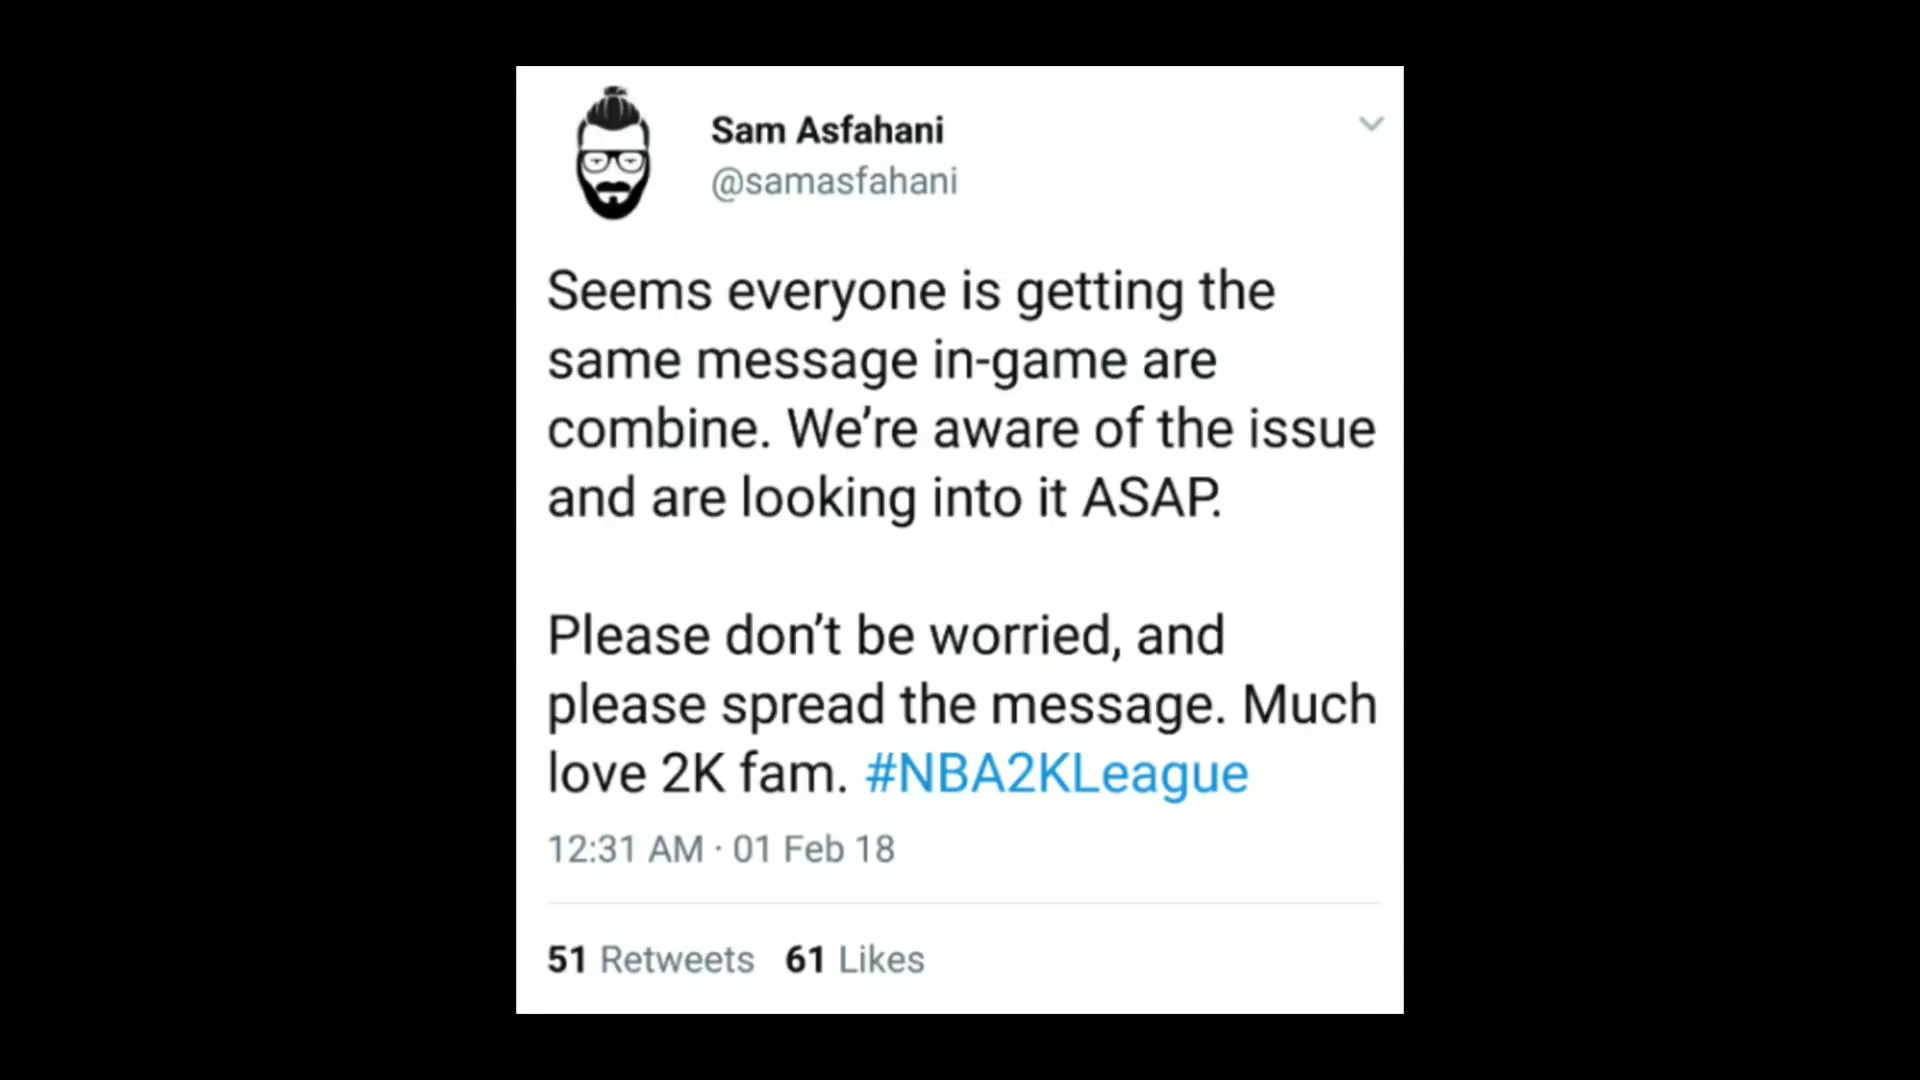 Sam Asfahani
@samasfahani
Seems everyone is getting the
same message in-game are
combine. We’re aware of the issue
and are looking into it ASAP.
Please don’t be worried, and
please spread the message. Much
love 2K fam. #NBA2KLeague
12:31 AM · 01 Feb 18
51 Retweets 61 Likes